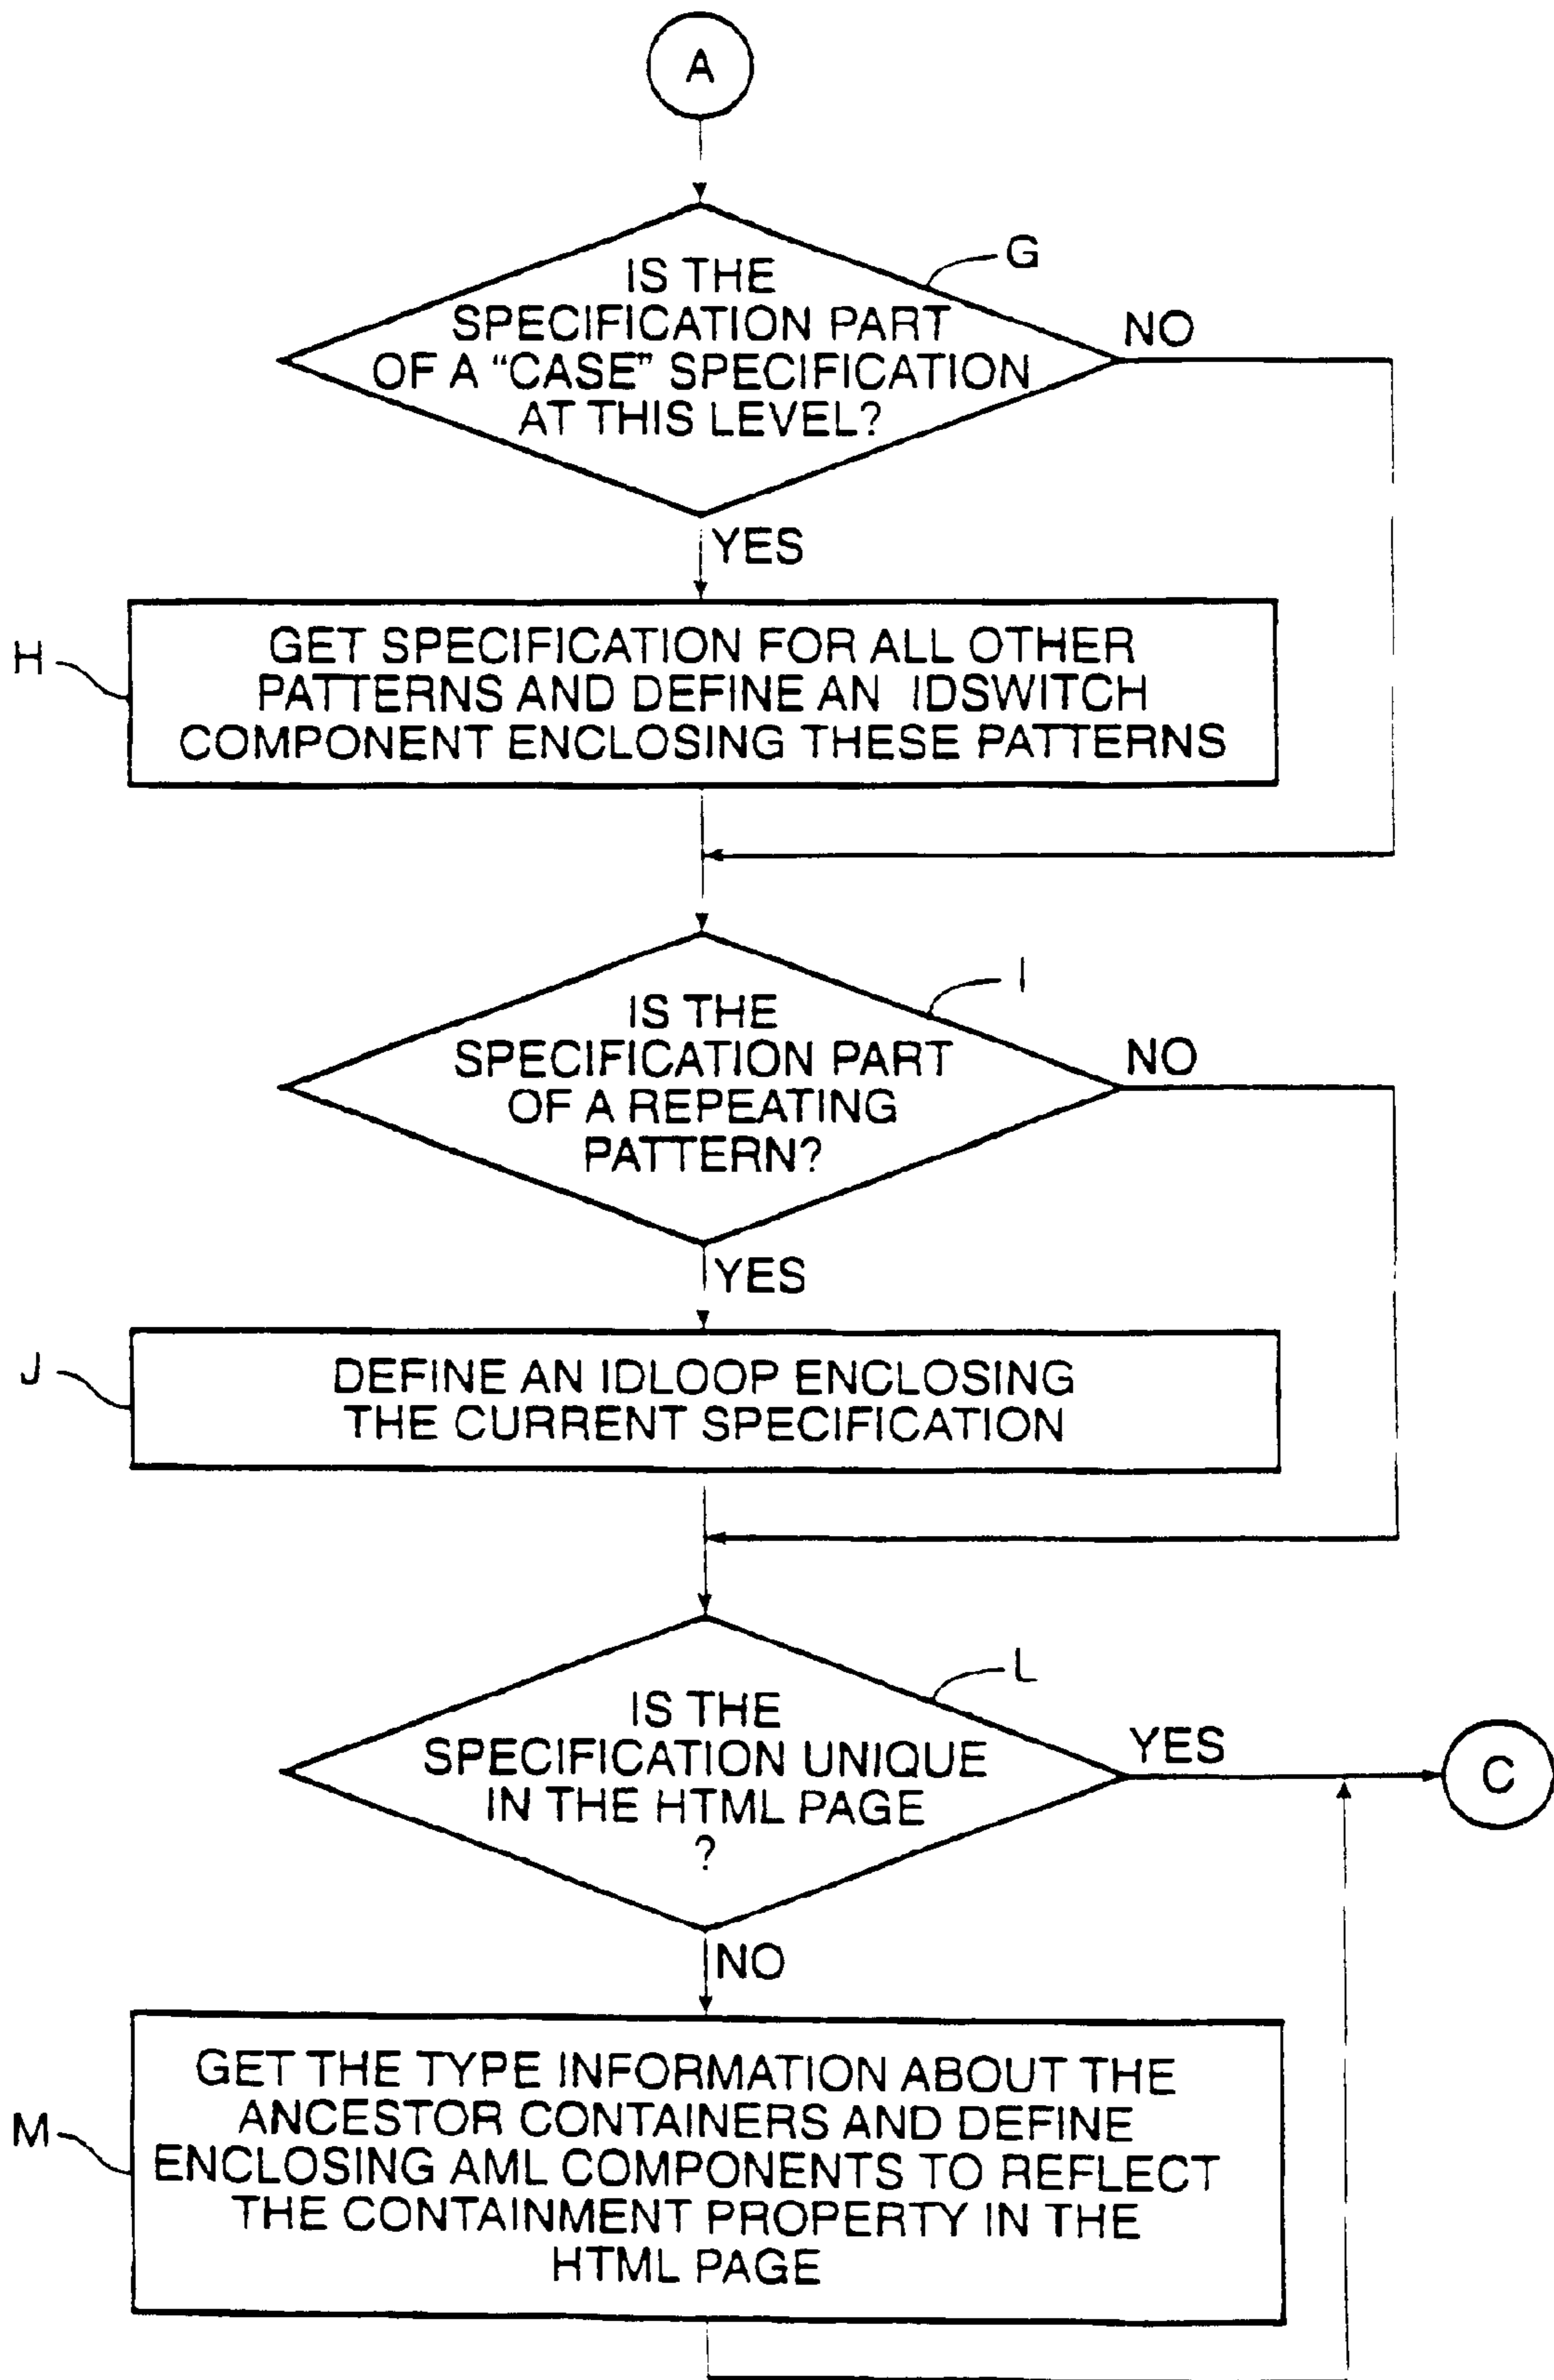 A
G
IS THE
SPECIFICATION PART
OF A “CASE” SPECIFICATION
AT THIS LEVEL?
NO
YES
H
GET SPECIFICATION FOR ALL OTHER
PATTERNS AND DEFINE AN IDSWITCH
COMPONENT ENCLOSING THESE PATTERNS
I
IS THE
SPECIFICATION PART
OF A REPEATING
PATTERN?
NO
YES
J
DEFINE AN IDLOOP ENCLOSING
THE CURRENT SPECIFICATION
L
IS THE
SPECIFICATION UNIQUE
IN THE HTML PAGE
?
YES
C
NO
M
GET THE TYPE INFORMATION ABOUT THE
ANCESTOR CONTAINERS AND DEFINE
ENCLOSING AML COMPONENTS TO REFLECT
THE CONTAINMENT PROPERTY IN THE
HTML PAGE